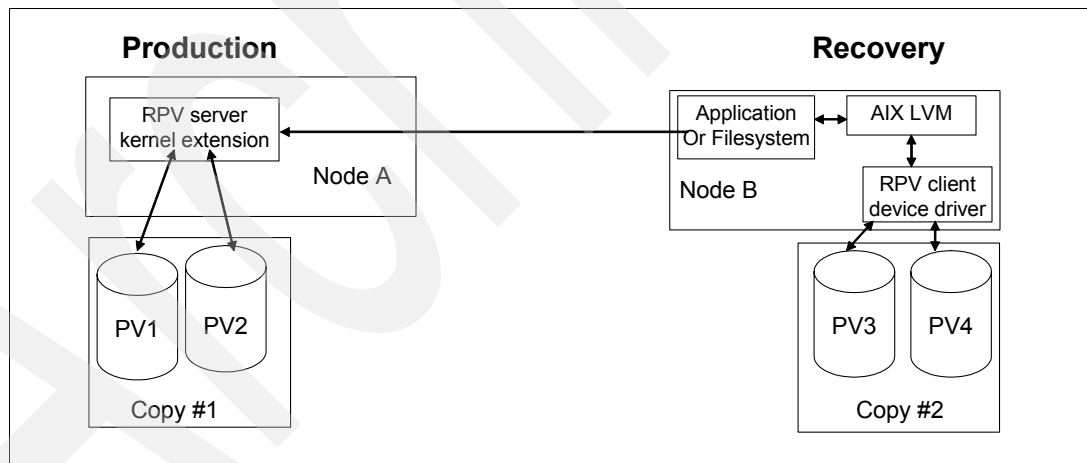 Production
Recovery
RPV server
kernel extension
Node A
Application
Or Filesystem
AIX LVM
Node B
RPV client
device driver
PV1
PV2
Copy #1
PV3
PV4
Copy #2